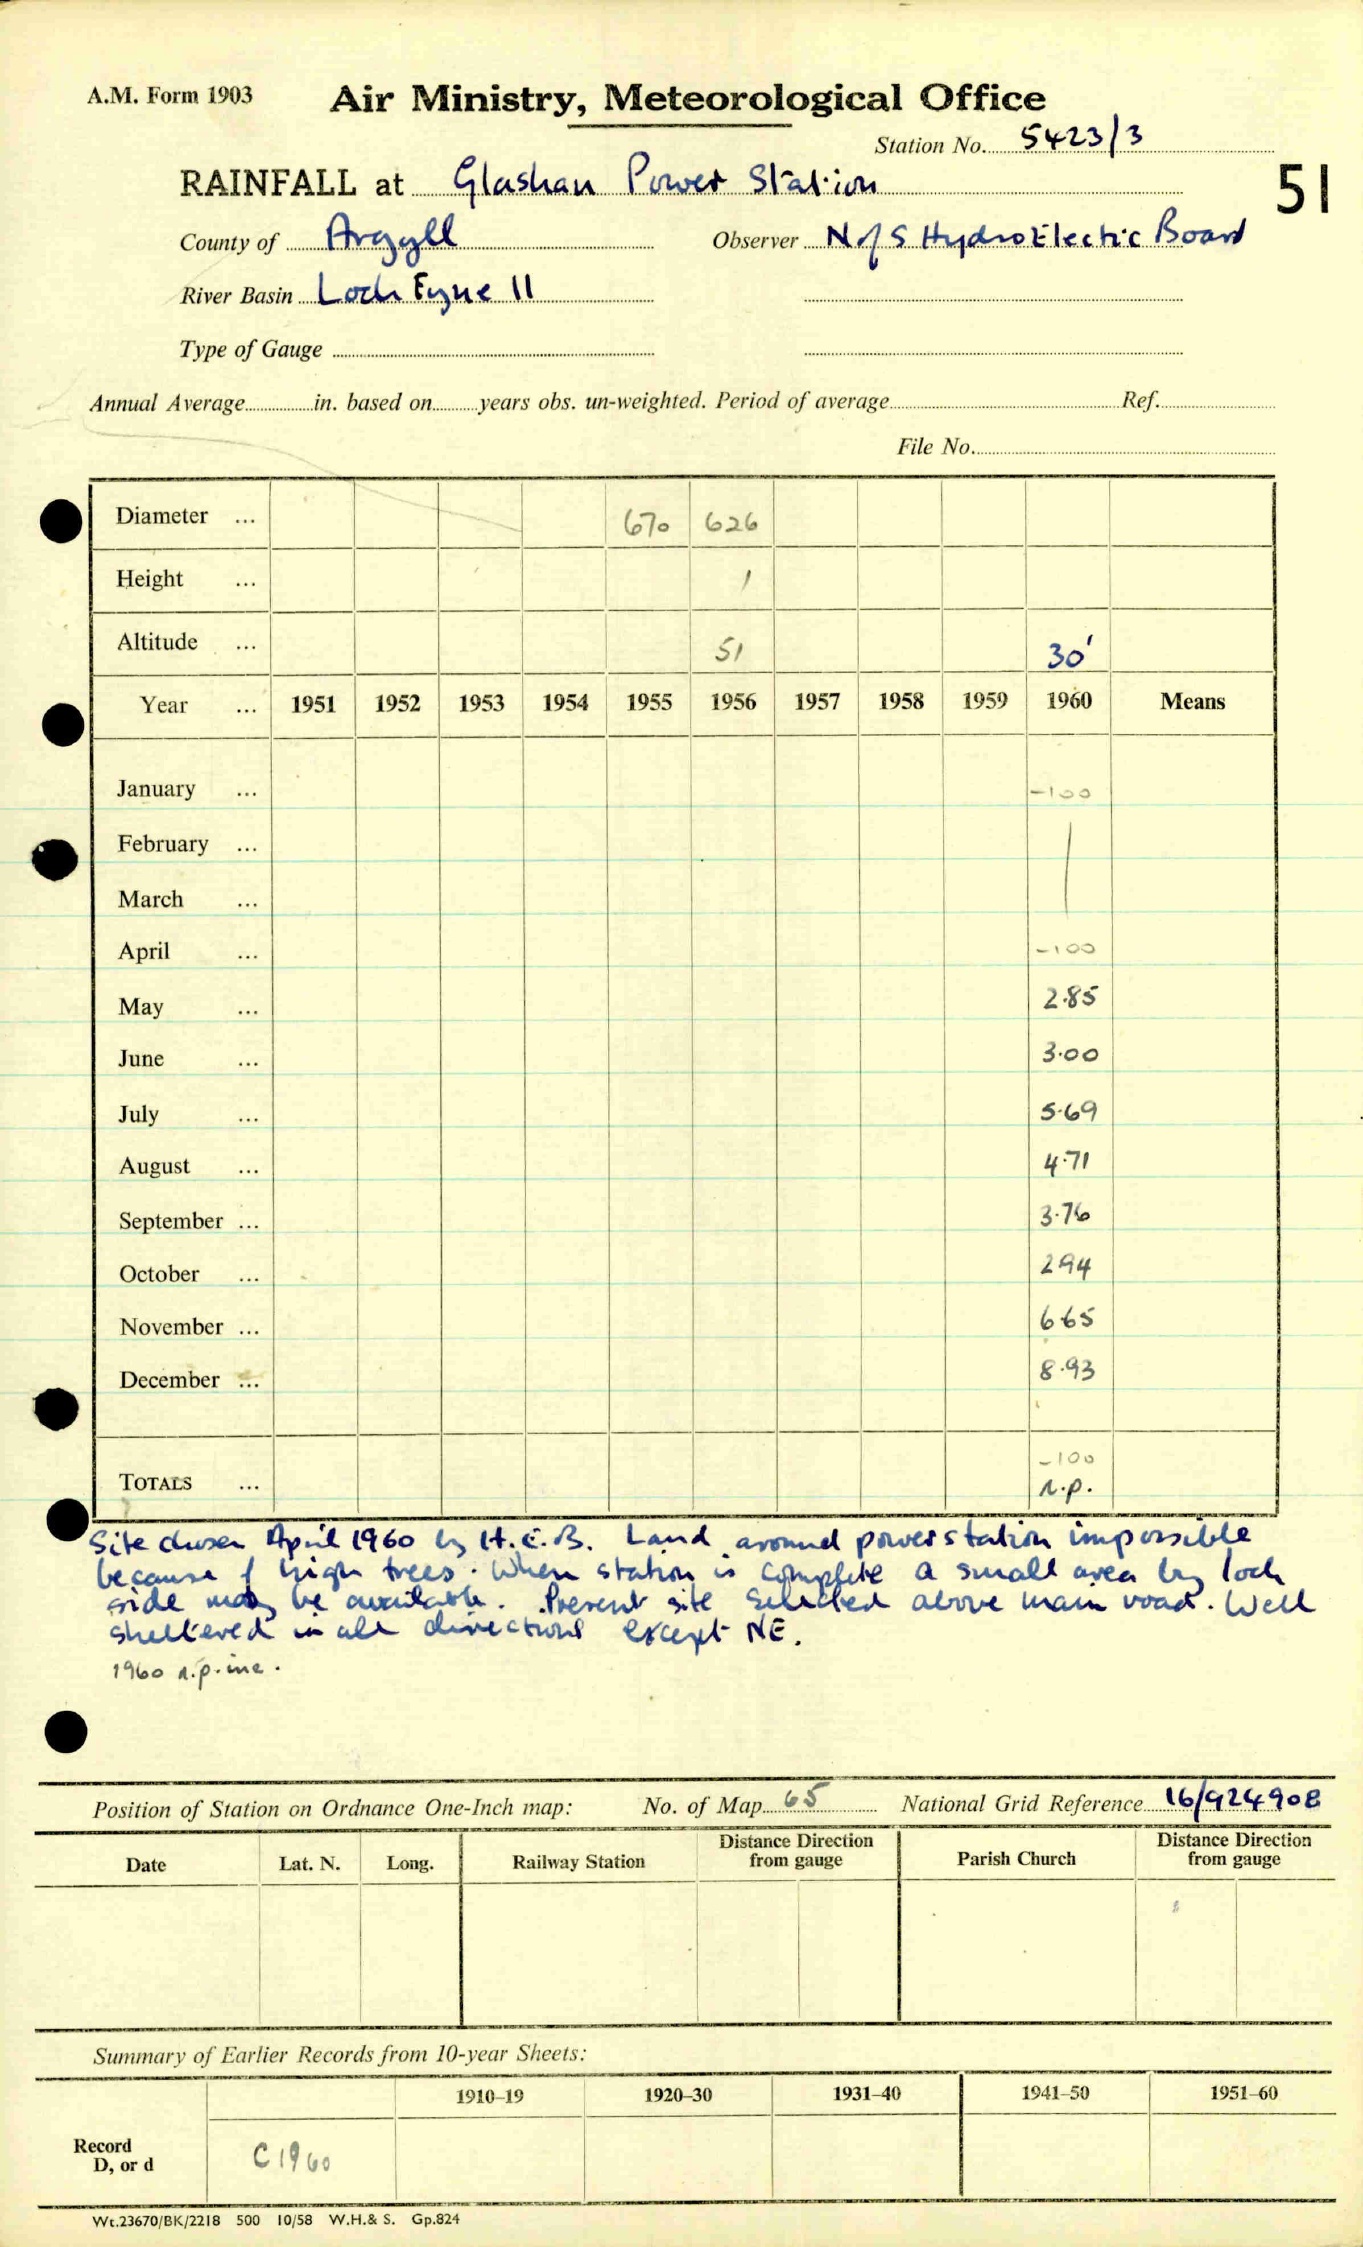 A.M. Form 1903 Air Ministry, Meteorological Office
Station No. 5423/3
RAINFALL at Glashan Power Station 51
County of Argyll Observer N of S Hydro Electric Board
River Basin Loch Fyne 11
Type of Gauge
Annual Average in. based on years obs. un-weighted. Period of average Ref.
File No.
Diameter ... 670 626
Height ... 1
Altitude ... 51 30'
Year ... 1951 1952 1953 1954 1955 1956 1957 1958 1959 1960 Means
January ... -100
February ...
March ...
April ... -100
May ... 2.85
June ... 3.00
July ... 5.69
August ... 4.71
September ... 3.76
October ... 2.94
November ... 6.65
December ... 8.93
-100
TOTALS ... n.p.
Site chosen April 1960 by H.E.B. Land around power station impossible
because of high trees. When station is complete a small area by loch
side may be available. Present site selected above main road. Well
sheltered in all directions except NE.
1960 n.p. inc.
Position of Station on Ordnance One-Inch map: No. of Map 65 National Grid Reference 16/924908
Date Lat. N. Long. Railway Station Distance Direction from gauge Parish Church Distance Direction from gauge
Summary of Earlier Records from 10-year Sheets:
1910–19 1920–30 1931–40 1941–50 1951–60
Record
D, or d C1960
Wt.23670/BK/2218 500 10/58 W.H.& S. Gp.824